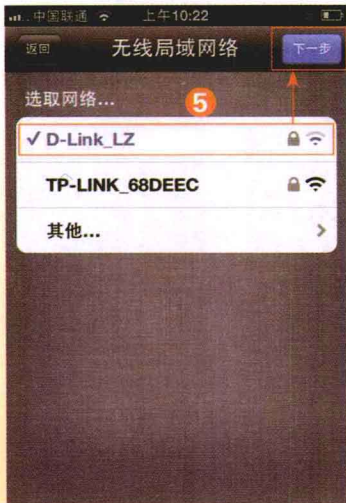 中国联通 上午10:22
返回 无线局域网络 下一步
选取网络...
5
✓ D-Link_LZ
TP-LINK_68DEEC
其他...